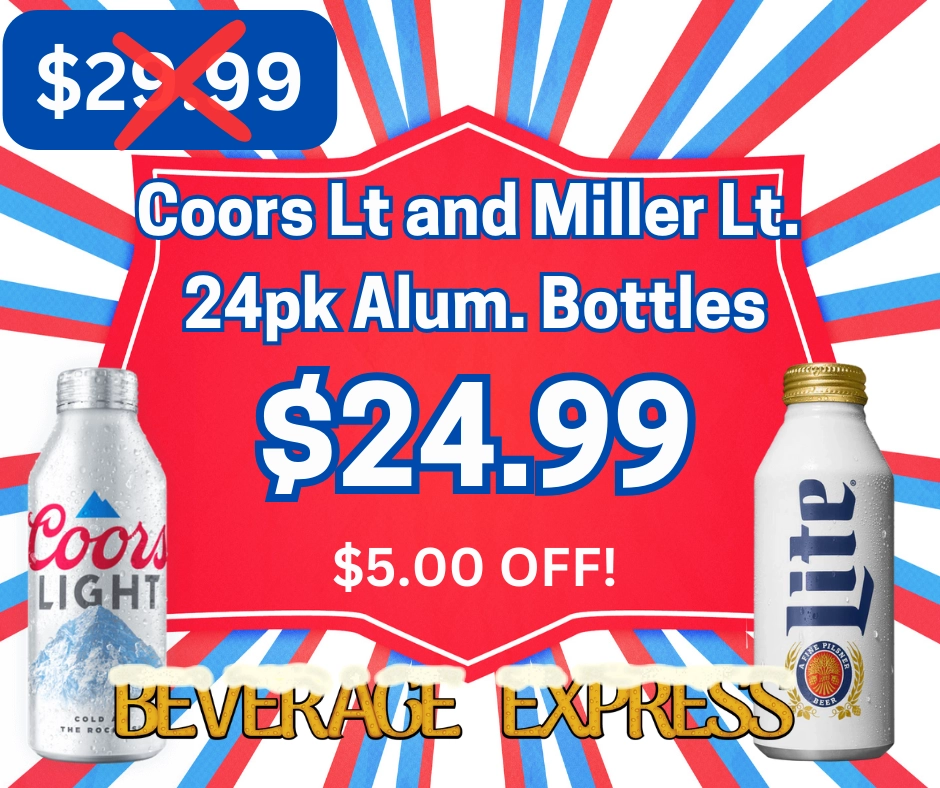 $29.99
Coors Lt and Miller Lt.
24pk Alum. Bottles
$24.99
$5.00 OFF!
Coors
LIGHT
COLD
THE ROC
Lite
A FINE PILSNER
BEER
BEVERAGE EXPRESS